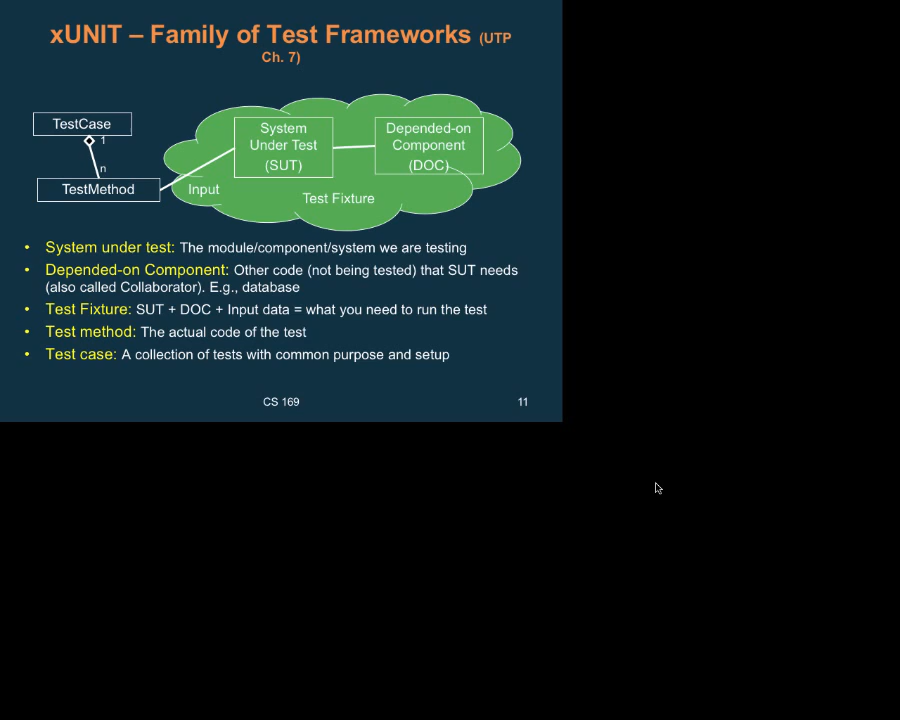 xUNIT – Family of Test Frameworks (UTP
Ch. 7)
TestCase
1
n
TestMethod
System
Under Test
(SUT)
Depended-on
Component
(DOC)
Input
Test Fixture
• System under test: The module/component/system we are testing
• Depended-on Component: Other code (not being tested) that SUT needs
(also called Collaborator). E.g., database
• Test Fixture: SUT + DOC + Input data = what you need to run the test
• Test method: The actual code of the test
• Test case: A collection of tests with common purpose and setup
CS 169
11